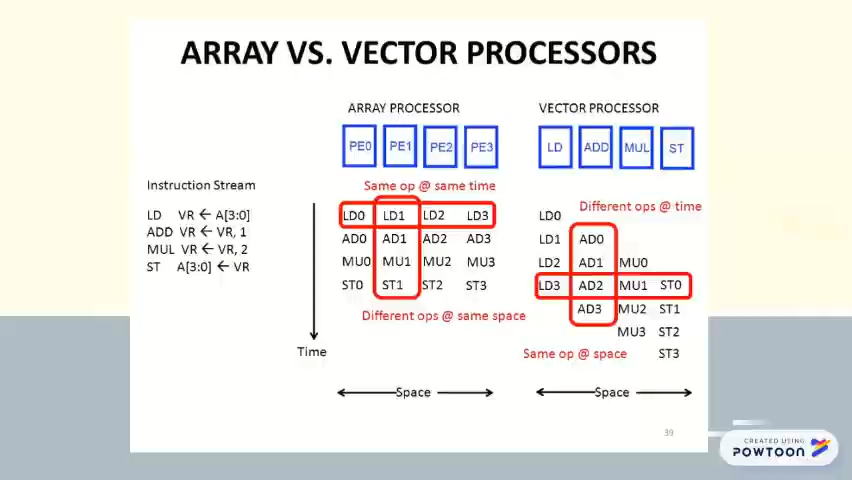 ARRAY VS. VECTOR PROCESSORS
ARRAY PROCESSOR
VECTOR PROCESSOR
PE0 PE1 PE2 PE3
LD ADD MUL ST
Instruction Stream
LD VR ← A[3:0]
ADD VR ← VR, 1
MUL VR ← VR, 2
ST A[3:0] ← VR
Time
Same op @ same time
LD0 LD1 LD2 LD3
AD0 AD1 AD2 AD3
MU0 MU1 MU2 MU3
ST0 ST1 ST2 ST3
Different ops @ same space
Space
Different ops @ time
LD0
LD1 AD0
LD2 AD1 MU0
LD3 AD2 MU1 ST0
AD3 MU2 ST1
MU3 ST2
Same op @ space
ST3
Space
39
CREATED USING
POWTOON